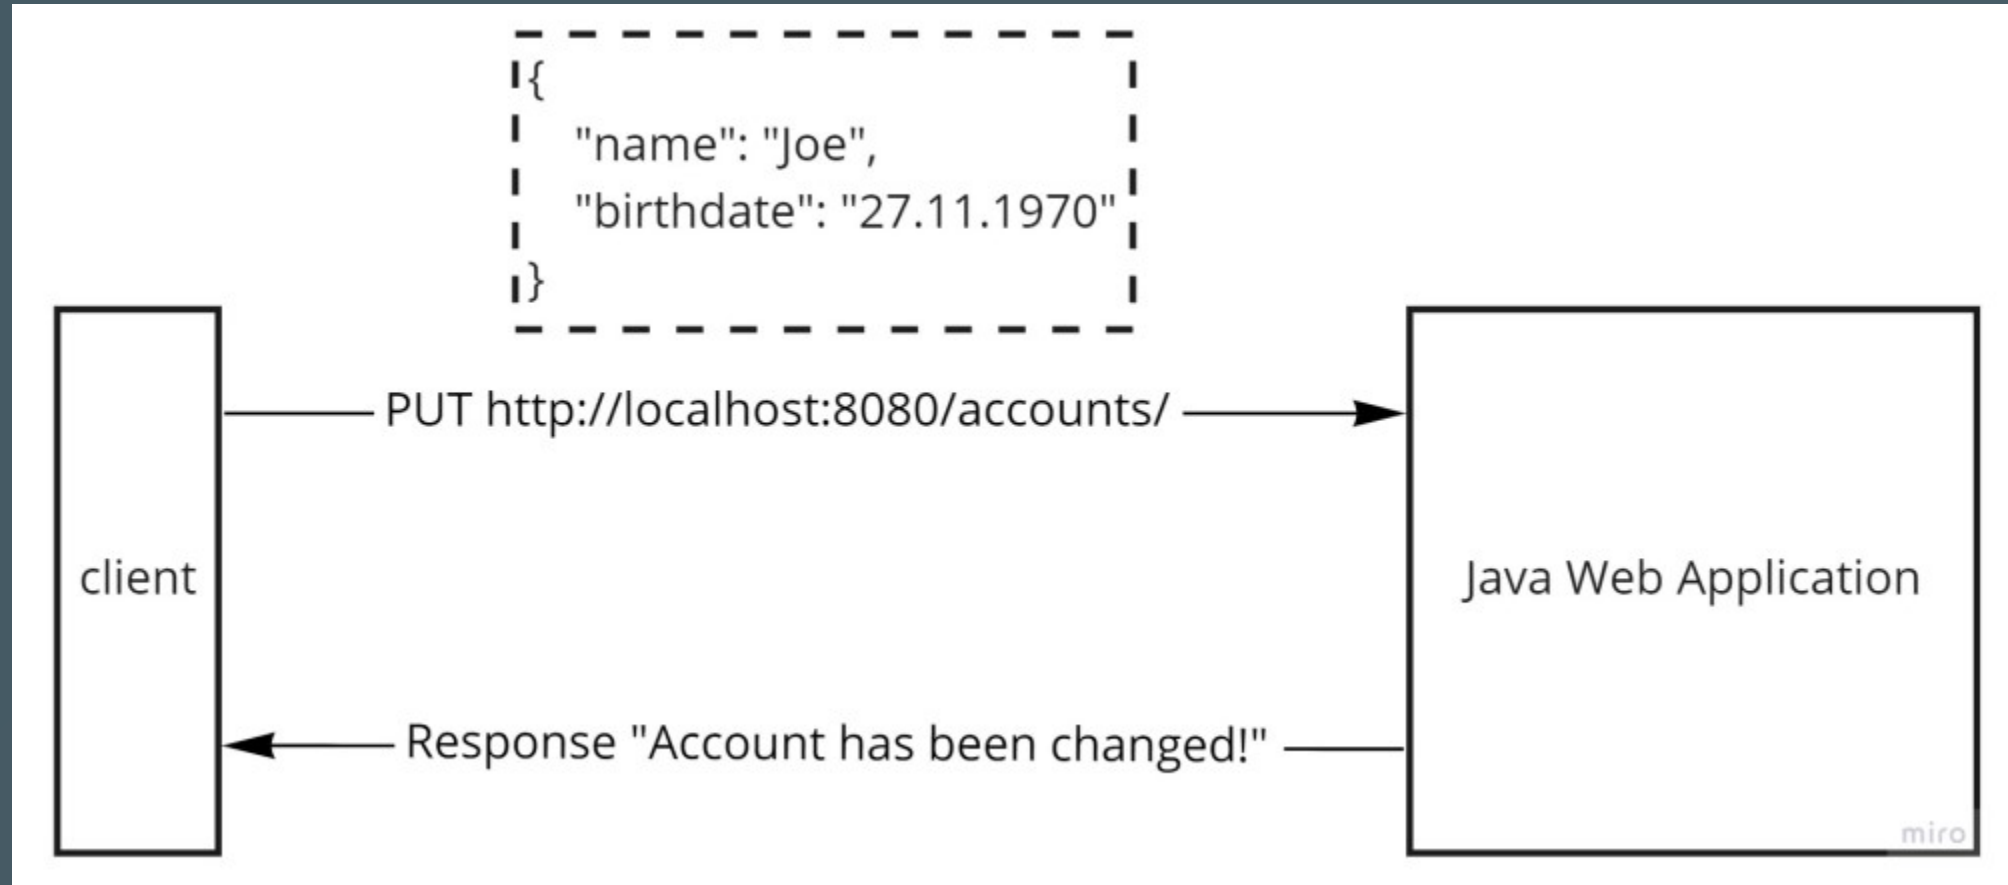 {
"name": "Joe",
"birthdate": "27.11.1970"
}
PUT http://localhost:8080/accounts/
client
Java Web Application
Response "Account has been changed!"
miro